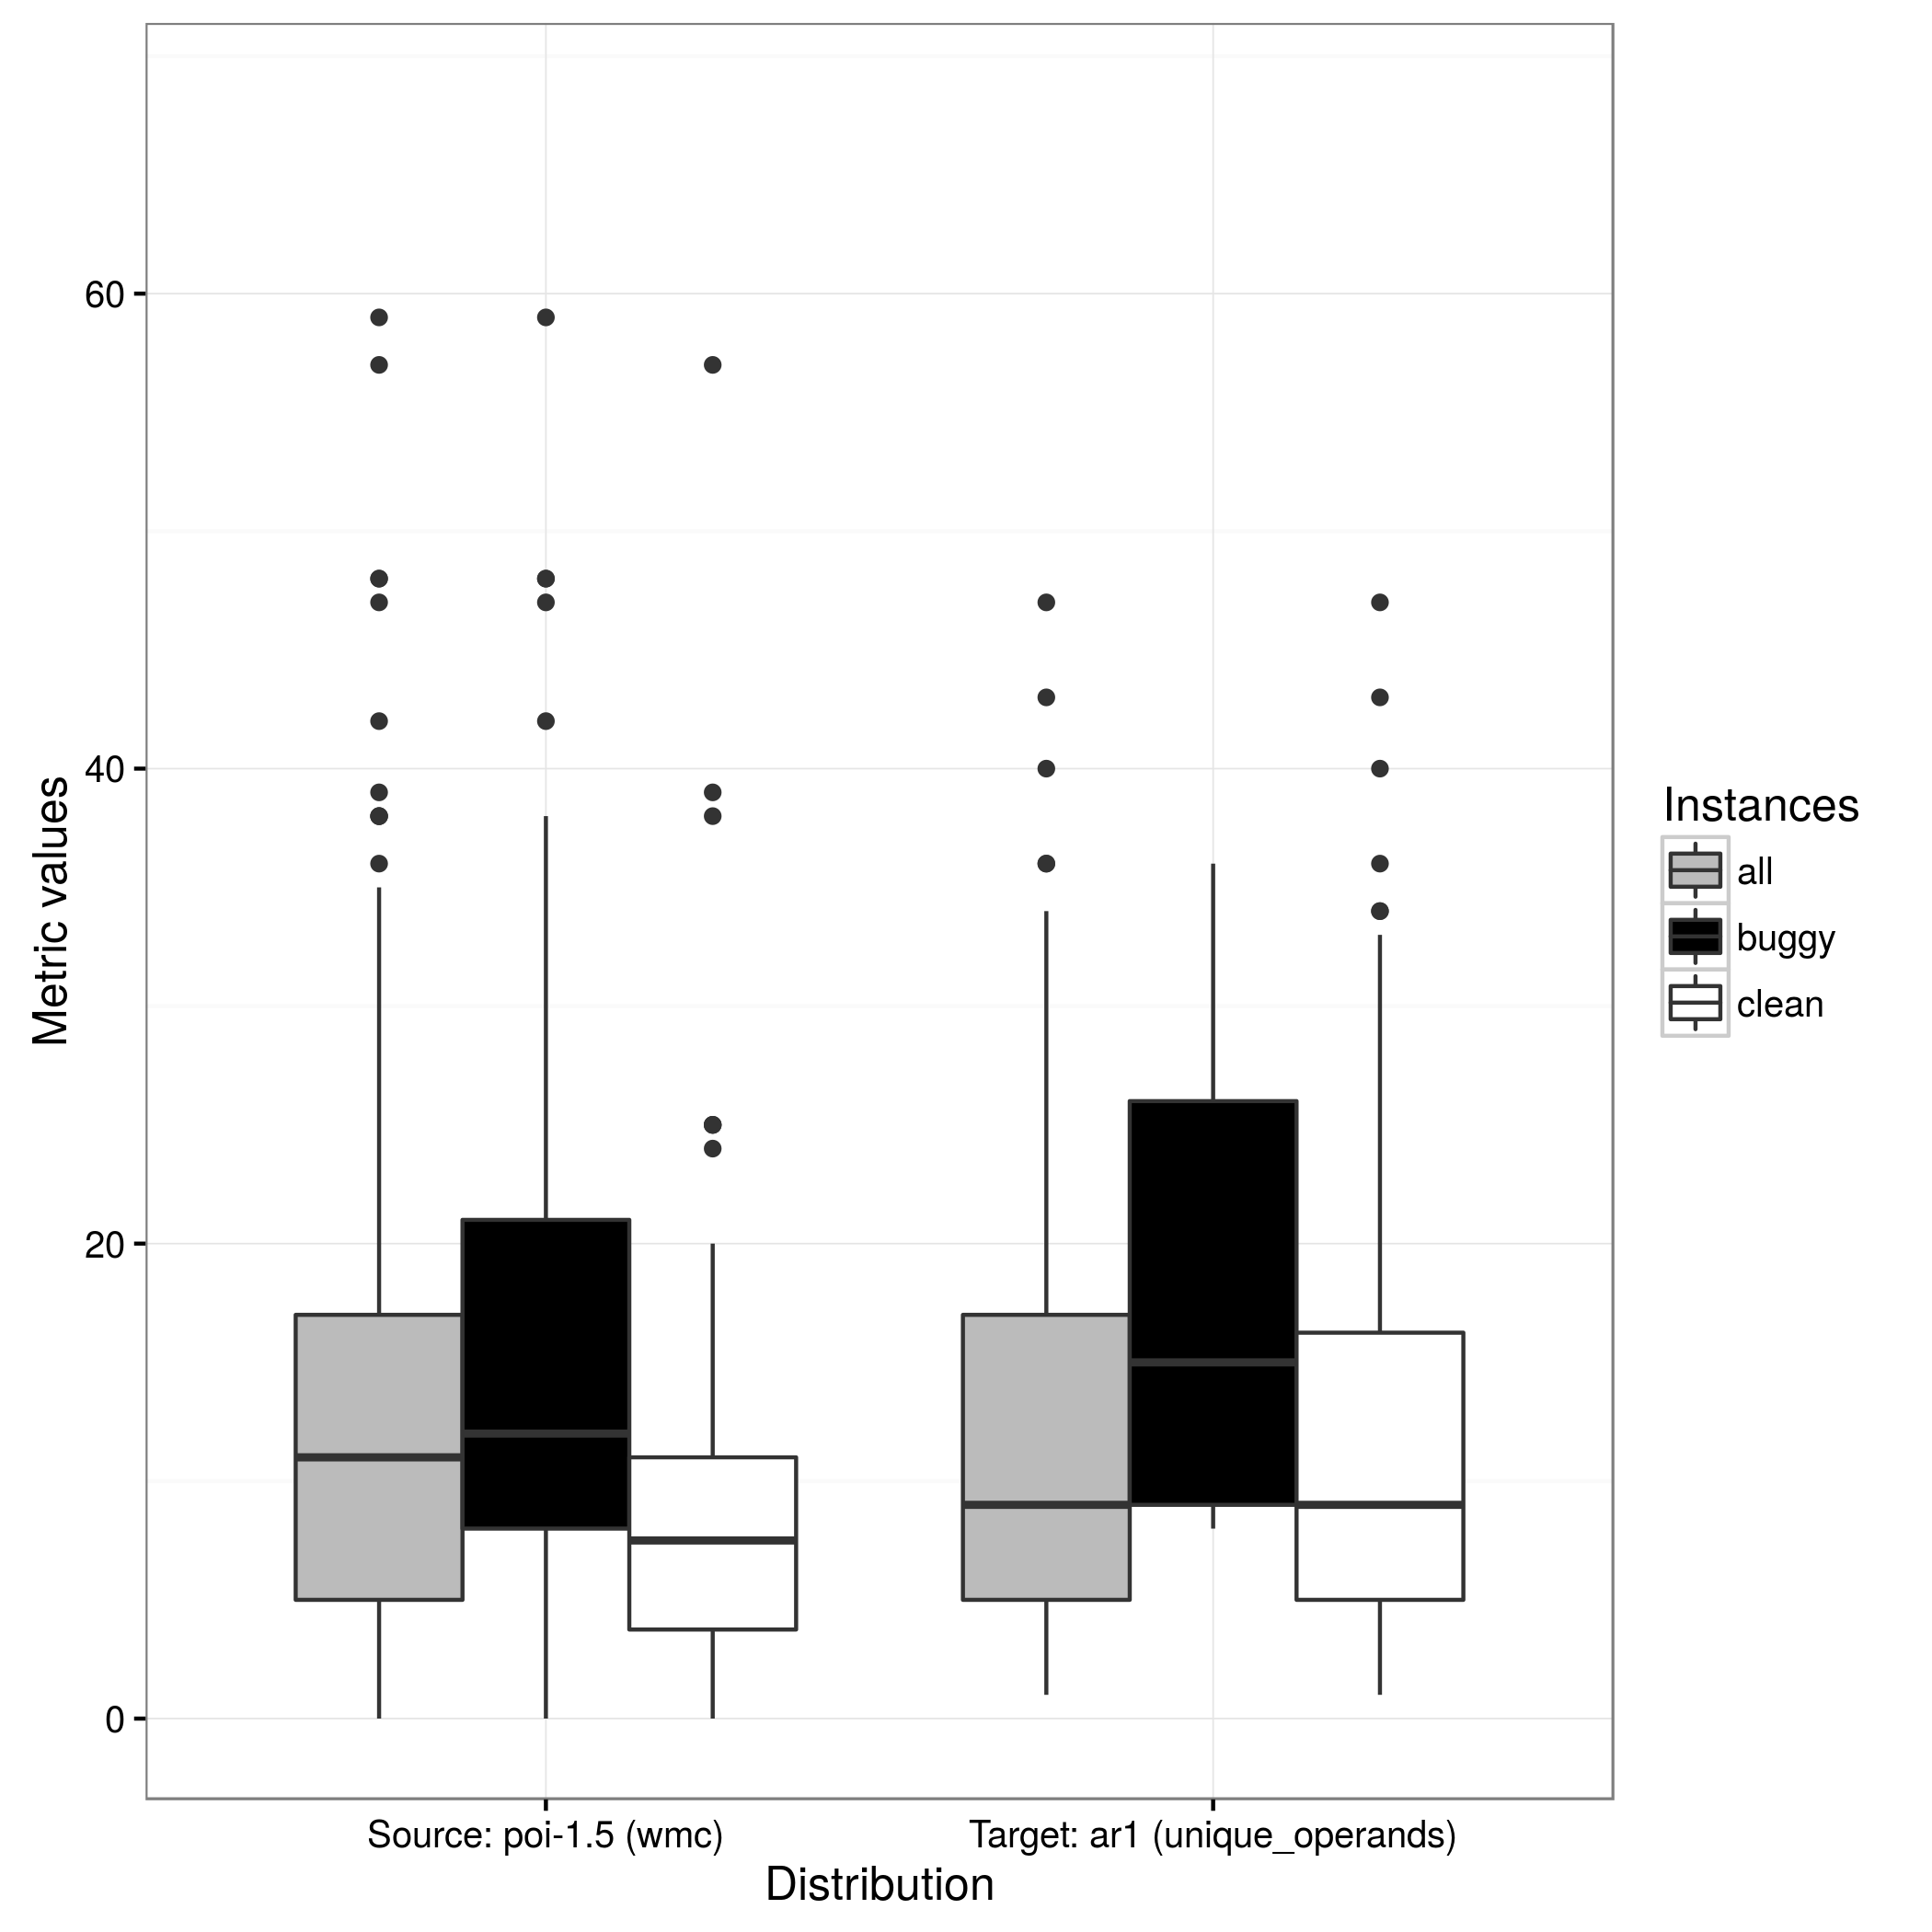 Metric values
60
40
20
0
Source: poi-1.5 (wmc)
Target: ar1 (unique_operands)
Distribution
Instances
all
buggy
clean